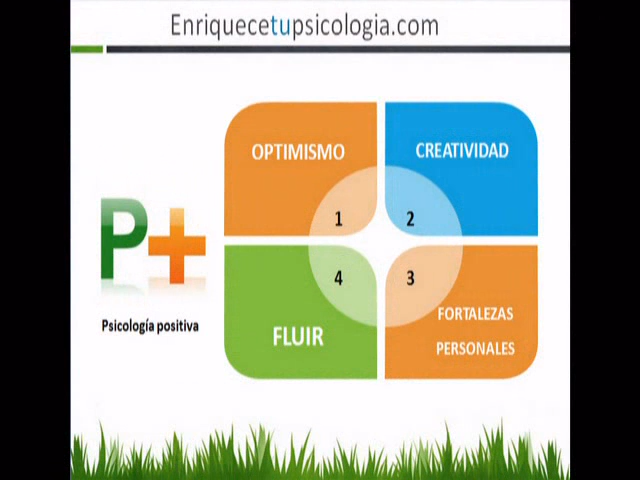 Enriquecetupsicologia.com
OPTIMISMO
CREATIVIDAD
1
2
4
3
FLUIR
FORTALEZAS
PERSONALES
P+
Psicología positiva